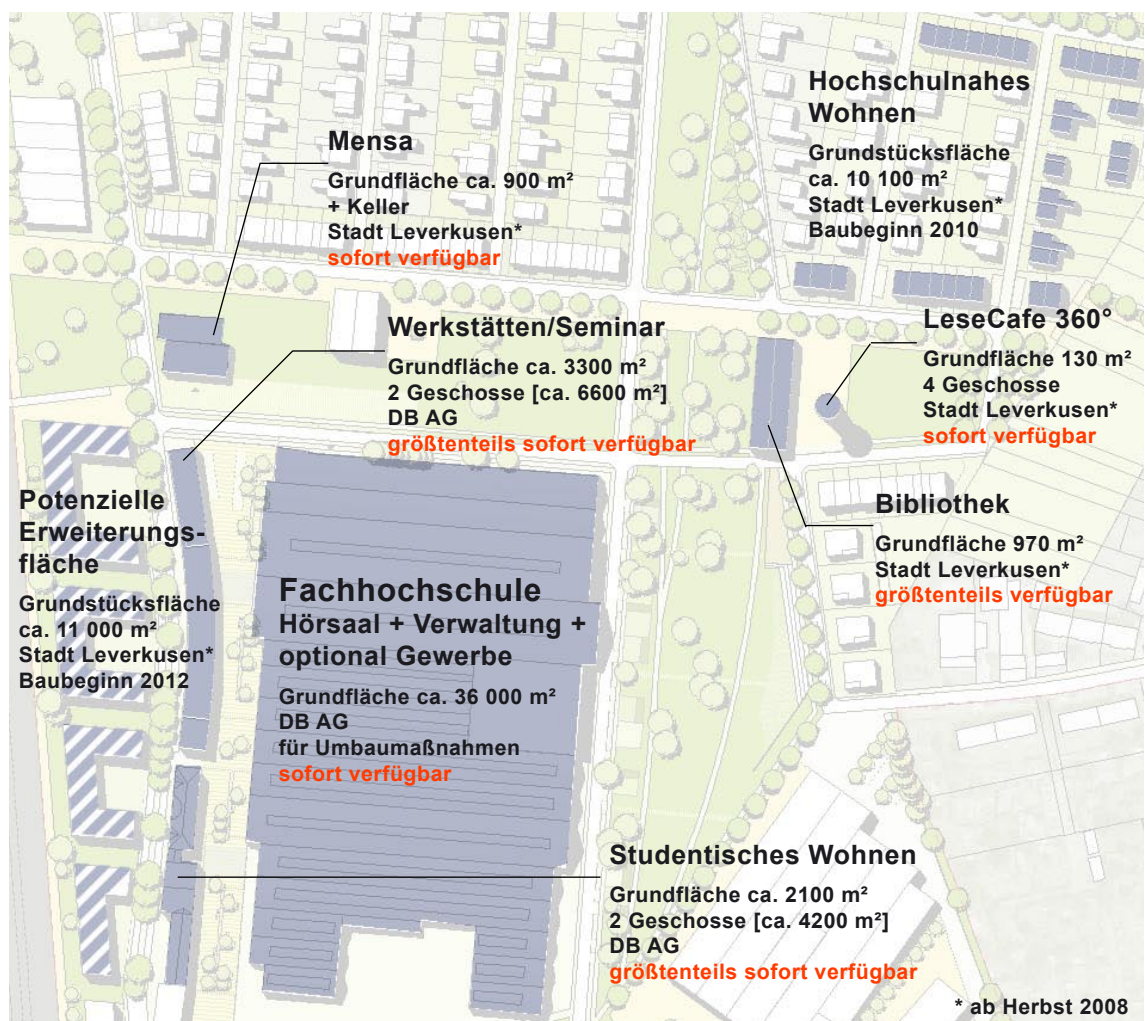 Hochschulnahes
Wohnen
Grundstücksfläche
ca. 10 100 m²
Stadt Leverkusen*
Baubeginn 2010
Mensa
Grundfläche ca. 900 m²
+ Keller
Stadt Leverkusen*
sofort verfügbar
Werkstätten/Seminar
Grundfläche ca. 3300 m²
2 Geschosse [ca. 6600 m²]
DB AG
größtenteils sofort verfügbar
LeseCafe 360°
Grundfläche 130 m²
4 Geschosse
Stadt Leverkusen*
sofort verfügbar
Potenzielle
Erweiterungs-
fläche
Grundstücksfläche
ca. 11 000 m²
Stadt Leverkusen*
Baubeginn 2012
Bibliothek
Grundfläche 970 m²
Stadt Leverkusen*
größtenteils verfügbar
Fachhochschule
Hörsaal + Verwaltung +
optional Gewerbe
Grundfläche ca. 36 000 m²
DB AG
für Umbaumaßnahmen
sofort verfügbar
Studentisches Wohnen
Grundfläche ca. 2100 m²
2 Geschosse [ca. 4200 m²]
DB AG
größtenteils sofort verfügbar
* ab Herbst 2008